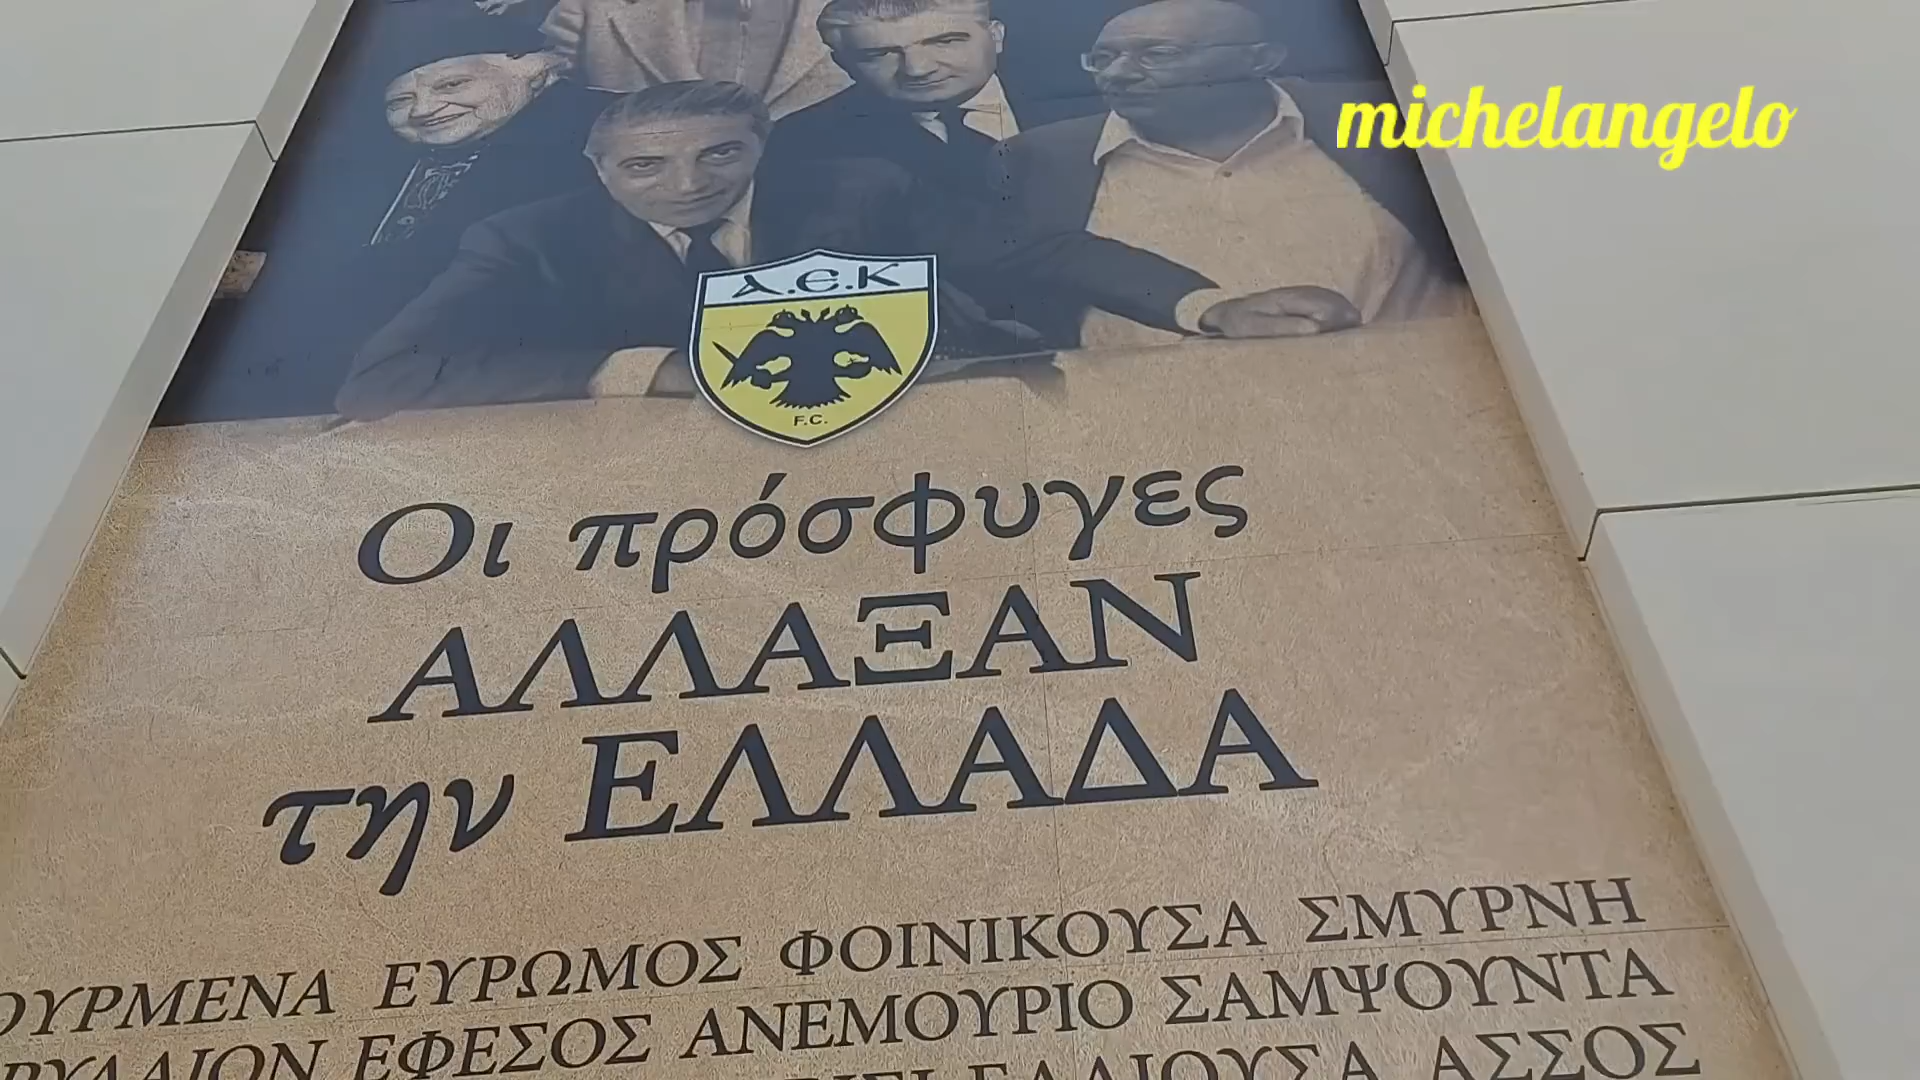 michelangelo
Α.Ε.Κ
F.C.
Οι πρόσφυγες
ΑΛΛΑΞΑΝ
την ΕΛΛΑΔΑ
ΕΥΡΩΜΟΣ ΦΟΙΝΙΚΟΥΣΑ ΣΜΥΡΝΗ
ΕΦΕΣΟΣ ΑΝΕΜΟΥΡΙΟ ΣΑΜΨΟΥΝΤΑ
ΑΣΣΟΣ